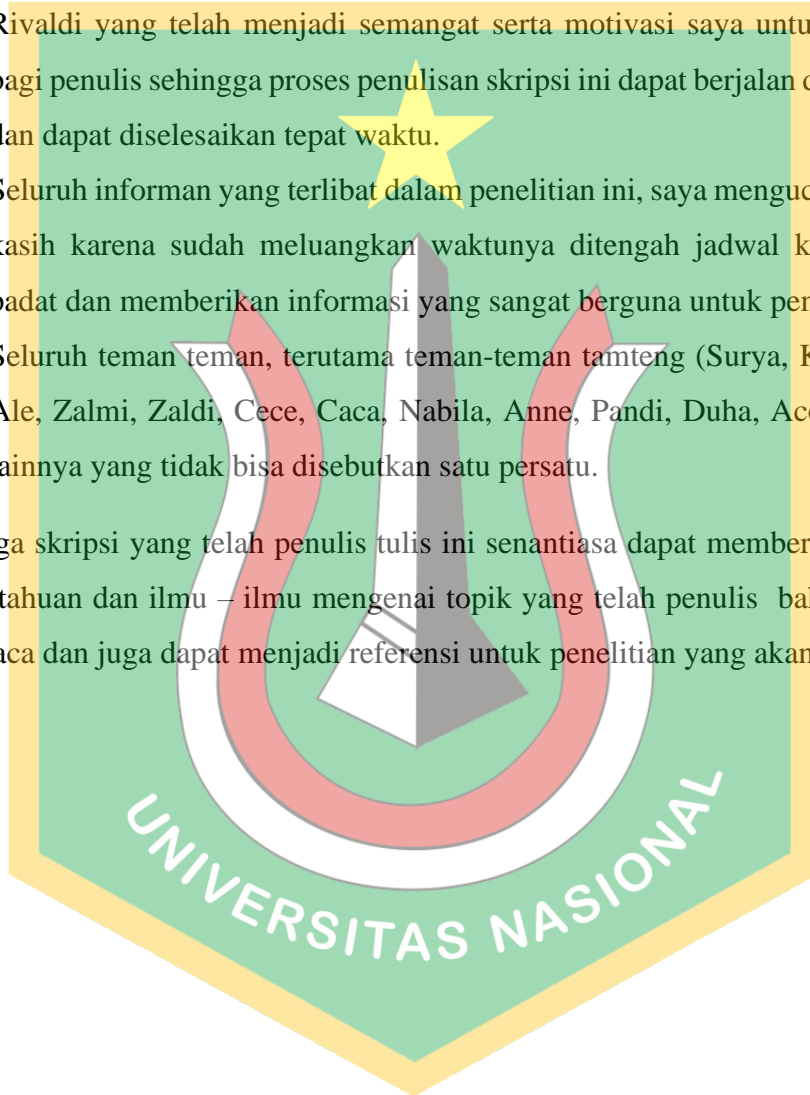 Rivaldi yang telah menjadi semangat serta motivasi saya untu
bagi penulis sehingga proses penulisan skripsi ini dapat berjalan d
dan dapat diselesaikan tepat waktu.
Seluruh informan yang terlibat dalam penelitian ini, saya menguc
kasih karena sudah meluangkan waktunya ditengah jadwal k
padat dan memberikan informasi yang sangat berguna untuk pen
Seluruh teman teman, terutama teman-teman tamteng (Surya, K
Ale, Zalmi, Zaldi, Cece, Caca, Nabila, Anne, Pandi, Duha, Ac
lainnya yang tidak bisa disebutkan satu persatu.
ga skripsi yang telah penulis tulis ini senantiasa dapat member
tahuan dan ilmu – ilmu mengenai topik yang telah penulis bal
aca dan juga dapat menjadi referensi untuk penelitian yang akan
UNIVERSITAS NASIONAL